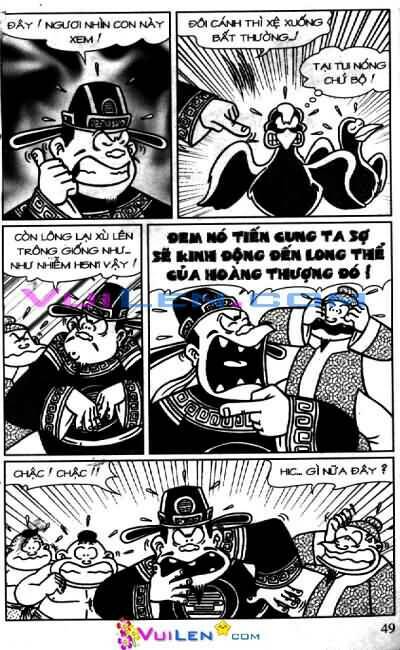 ĐÂY! NGƯƠI NHÌN CON NÀY
XEM!
ĐÔI CÁNH THÌ XỆ XUỐNG
BẤT THƯỜNG...
TẠI TUI NÓNG
CHỨ BỘ!
CÒN LÔNG LẠI XÙ LÊN
TRÔNG GIỐNG NHƯ...
NHƯ NHIỄM H5N1 VẬY!
ĐEM NÓ TIẾN CUNG TA SỢ
SẼ KINH ĐỘNG ĐẾN LONG THỂ
CỦA HOÀNG THƯỢNG ĐÓ!
VUILEN.COM
CHẬC! CHẬC!!
HIC... GÌ NỮA ĐÂY?
49
VUILEN.COM